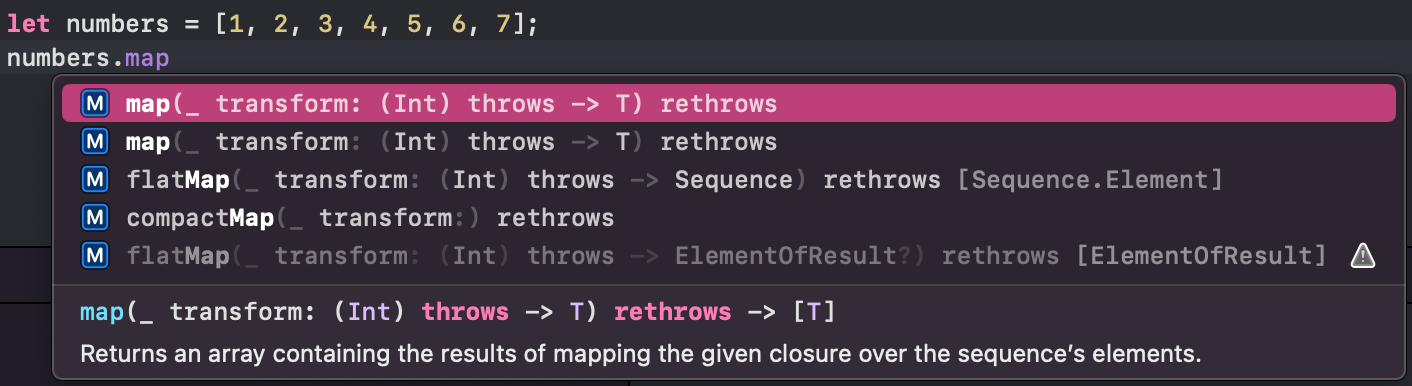 let numbers = [1, 2, 3, 4, 5, 6, 7];
numbers.map
M map(_ transform: (Int) throws -> T) rethrows
M map(_ transform: (Int) throws -> T) rethrows
M flatMap(_ transform: (Int) throws -> Sequence) rethrows [Sequence.Element]
M compactMap(_ transform:) rethrows
M flatMap(_ transform: (Int) throws -> ElementOfResult?) rethrows [ElementOfResult]
map(_ transform: (Int) throws -> T) rethrows -> [T]
Returns an array containing the results of mapping the given closure over the sequence’s elements.